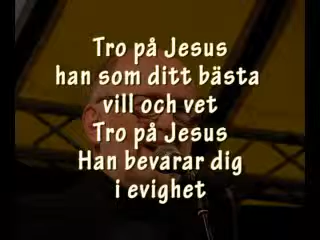 Tro på Jesus
han som ditt bästa
vill och vet
Tro på Jesus
Han bevarar dig
i evighet